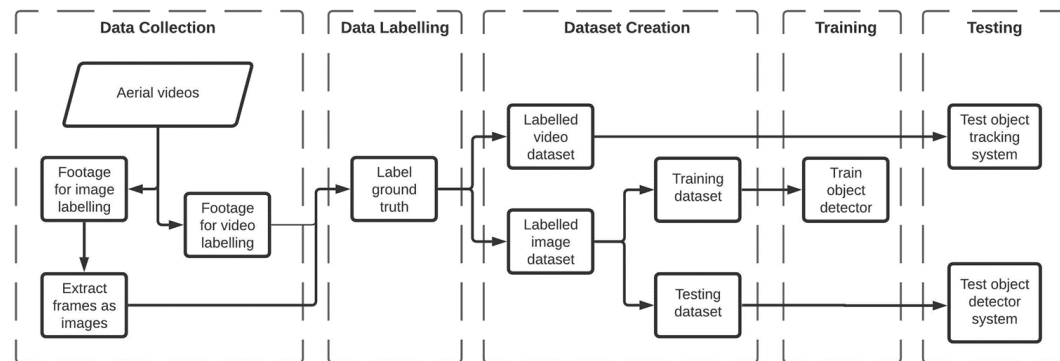 Data Collection
Data Labelling
Dataset Creation
Training
Testing
Aerial videos
Footage
for image
labelling
Footage
for video
labelling
Extract
frames as
images
Label
ground
truth
Labelled
video
dataset
Labelled
image
dataset
Training
dataset
Testing
dataset
Train
object
detector
Test object
tracking
system
Test object
detector
system